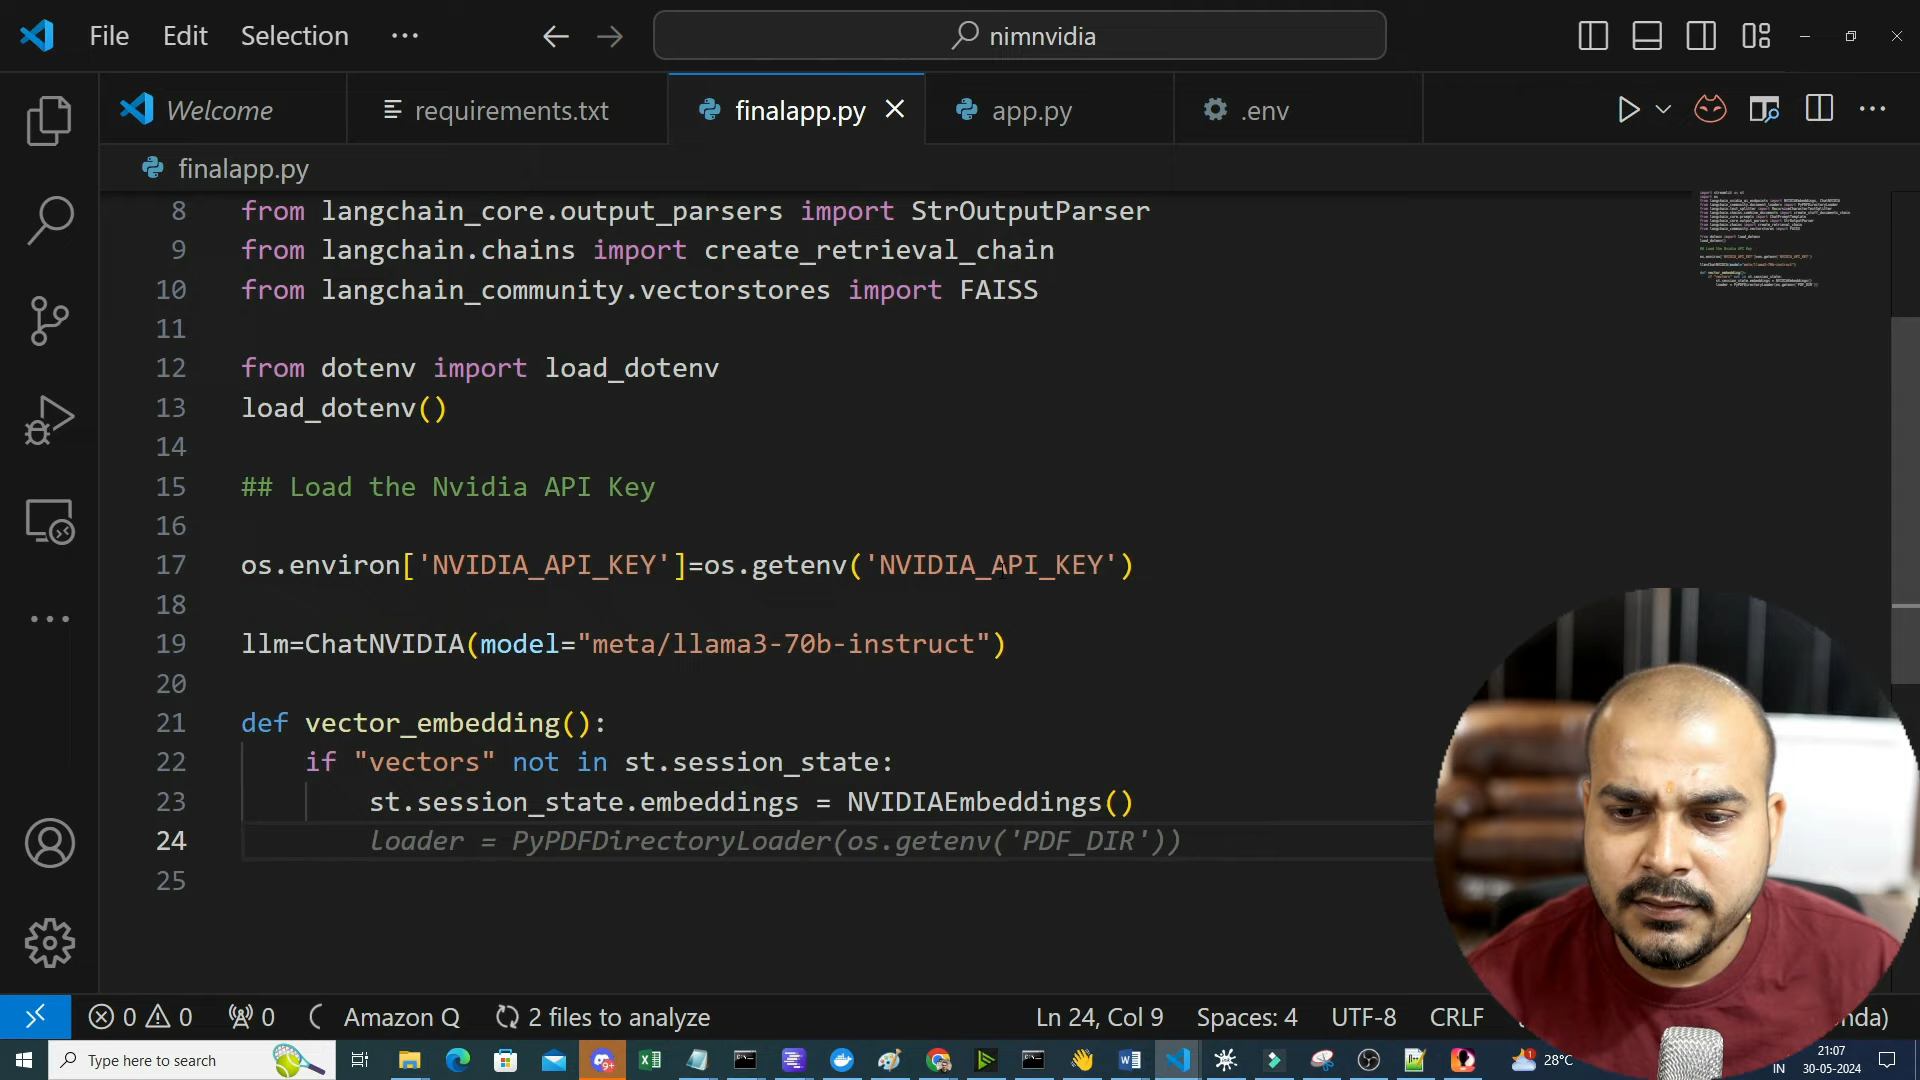 File Edit Selection ... nimnvidia
Welcome requirements.txt finalapp.py app.py .env
finalapp.py
8 from langchain_core.output_parsers import StrOutputParser
9 from langchain.chains import create_retrieval_chain
10 from langchain_community.vectorstores import FAISS
11
12 from dotenv import load_dotenv
13 load_dotenv()
14
15 ## Load the Nvidia API Key
16
17 os.environ['NVIDIA_API_KEY']=os.getenv('NVIDIA_API_KEY')
18
19 llm=ChatNVIDIA(model="meta/llama3-70b-instruct")
20
21 def vector_embedding():
22 if "vectors" not in st.session_state:
23 st.session_state.embeddings = NVIDIAEmbeddings()
24 loader = PyPDFDirectoryLoader(os.getenv('PDF_DIR'))
25
0 0 0 Amazon Q 2 files to analyze Ln 24, Col 9 Spaces: 4 UTF-8 CRLF
Type here to search 9+ 1 28°C IN 21:07
30-05-2024